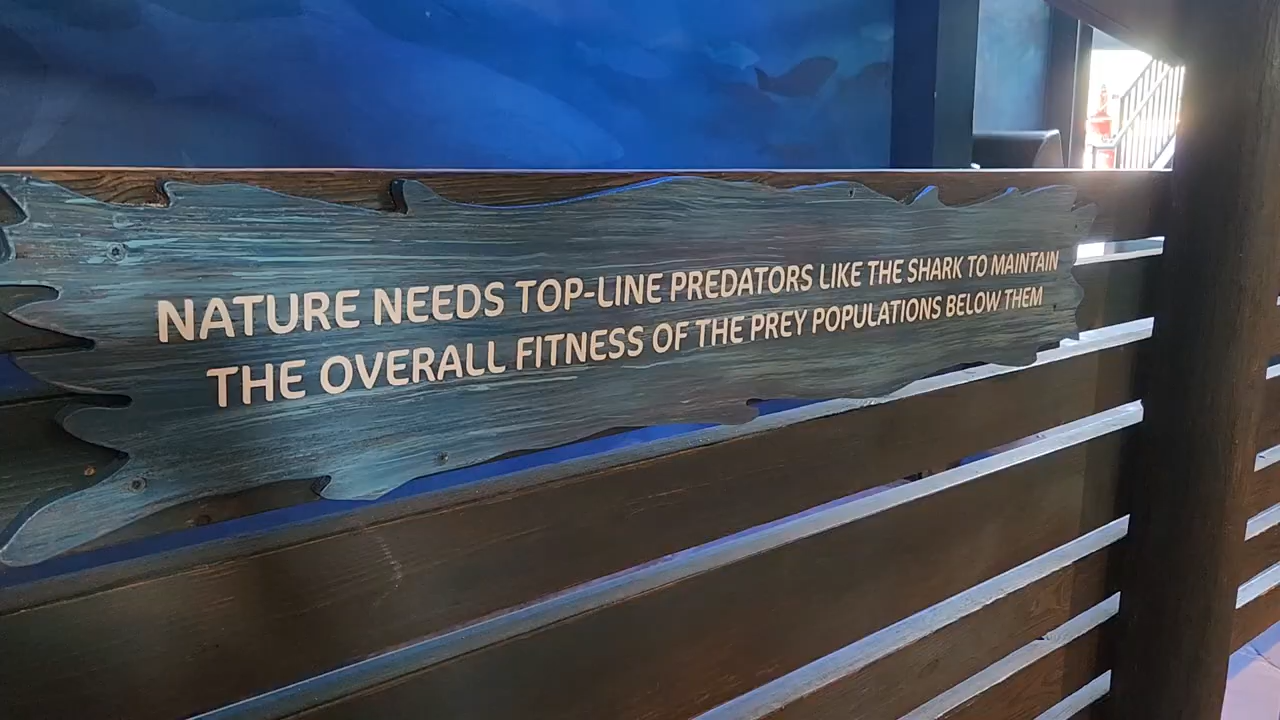 NATURE NEEDS TOP-LINE PREDATORS LIKE THE SHARK TO MAINTAIN
THE OVERALL FITNESS OF THE PREY POPULATIONS BELOW THEM